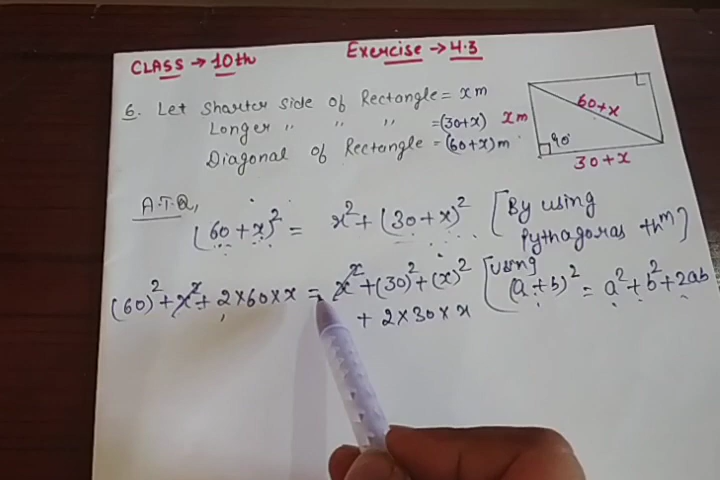 CLASS → 10th Exercise → 4.3
6. Let Sharter side of Rectangle = x m
Longer " " " = (30+x)
Diagonal of Rectangle = (60+x) m
x m
60+x
90°
30+x
A.T.Q,
(60+x)² = x² + (30+x)² [By using
Pythagoras thᵐ]
(60)² + x² + 2×60×x = x² + (30)² + (x)² [using
+ 2×30×x
(a+b)² = a² + b² + 2ab